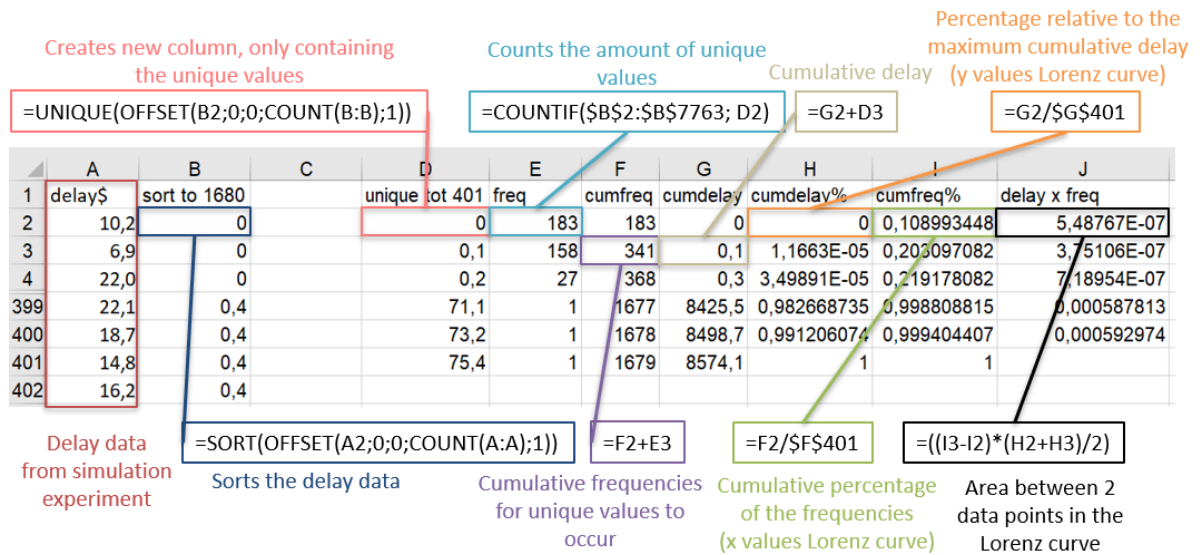 Percentage relative to the
maximum cumulative delay
(y values Lorenz curve)
Creates new column, only containing
the unique values
Counts the amount of unique
values
Cumulative delay
=UNIQUE(OFFSET(B2;0;0;COUNT(B:B);1))
=COUNTIF($B$2:$B$7763; D2)
=G2+D3
=G2/$G$401
A B C D E F G H I J
1 delay$ sort to 1680 unique tot 401 freq cumfreq cumdelay cumdelay% cumfreq% delay x freq
2 10,2 0 0 183 183 0 0 0,108993448 5,48767E-07
3 6,9 0 0,1 158 341 0,1 1,1663E-05 0,203097082 3,75106E-07
4 22,0 0 0,2 27 368 0,3 3,49891E-05 0,219178082 7,18954E-07
399 22,1 0,4 71,1 1 1677 8425,5 0,982668735 0,998808815 0,000587813
400 18,7 0,4 73,2 1 1678 8498,7 0,991206074 0,999404407 0,000592974
401 14,8 0,4 75,4 1 1679 8574,1 1 1
402 16,2 0,4
Delay data
from simulation
experiment
=SORT(OFFSET(A2;0;0;COUNT(A:A);1))
Sorts the delay data
=F2+E3
Cumulative frequencies
for unique values to
occur
=F2/$F$401
Cumulative percentage
of the frequencies
(x values Lorenz curve)
=((I3-I2)*(H2+H3)/2)
Area between 2
data points in the
Lorenz curve